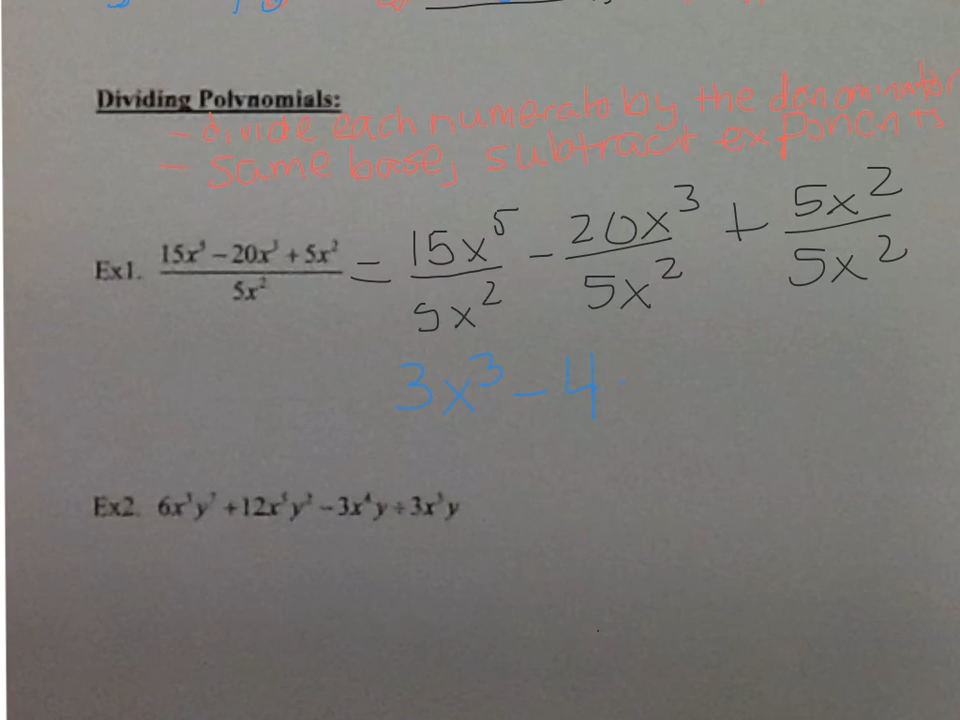 Dividing Polynomials:
- divide each numerato by the denominator
- same base, subtract exponents
Ex1. 15x⁵ - 20x³ + 5x² / 5x² = 15x⁵ / 5x² - 20x³ / 5x² + 5x² / 5x²
3x³ - 4
Ex2. 6x³y⁷ + 12x⁵y² - 3x⁴y ÷ 3x³y